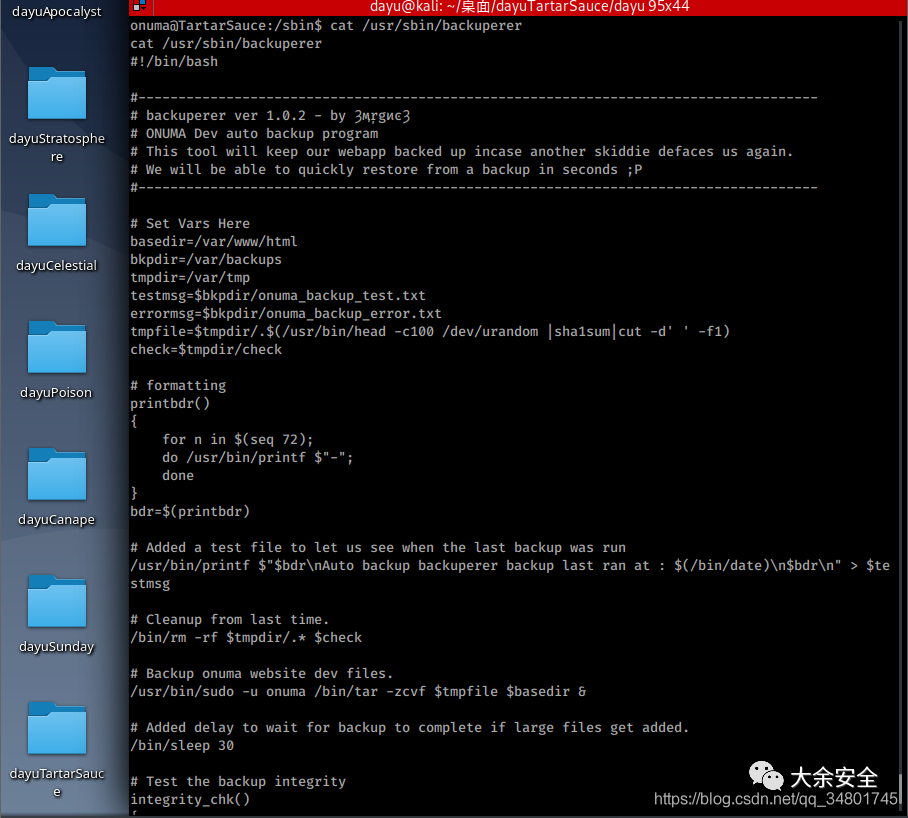 dayuApocalyst
dayuStratosphe
re
dayuCelestial
dayuPoison
dayuCanape
dayuSunday
dayuTartarSauc
e
dayu@kali: ~/桌面/dayuTartarSauce/dayu 95x44
onuma@TartarSauce:/sbin$ cat /usr/sbin/backuperer
cat /usr/sbin/backuperer
#!/bin/bash
#-------------------------------------------------------------------------------------
# backuperer ver 1.0.2 - by ȜӎŗgͷͼȜ
# ONUMA Dev auto backup program
# This tool will keep our webapp backed up incase another skiddie defaces us again.
# We will be able to quickly restore from a backup in seconds ;P
#-------------------------------------------------------------------------------------
# Set Vars Here
basedir=/var/www/html
bkpdir=/var/backups
tmpdir=/var/tmp
testmsg=$bkpdir/onuma_backup_test.txt
errormsg=$bkpdir/onuma_backup_error.txt
tmpfile=$tmpdir/.$(/usr/bin/head -c100 /dev/urandom |sha1sum|cut -d' ' -f1)
check=$tmpdir/check
# formatting
printbdr()
{
    for n in $(seq 72);
    do /usr/bin/printf $"-";
    done
}
bdr=$(printbdr)
# Added a test file to let us see when the last backup was run
/usr/bin/printf $"$bdr\nAuto backup backuperer backup last ran at : $(/bin/date)\n$bdr\n" > $te
stmsg
# Cleanup from last time.
/bin/rm -rf $tmpdir/.* $check
# Backup onuma website dev files.
/usr/bin/sudo -u onuma /bin/tar -zcvf $tmpfile $basedir &
# Added delay to wait for backup to complete if large files get added.
/bin/sleep 30
# Test the backup integrity
integrity_chk()
{
大余安全
https://blog.csdn.net/qq_34801745